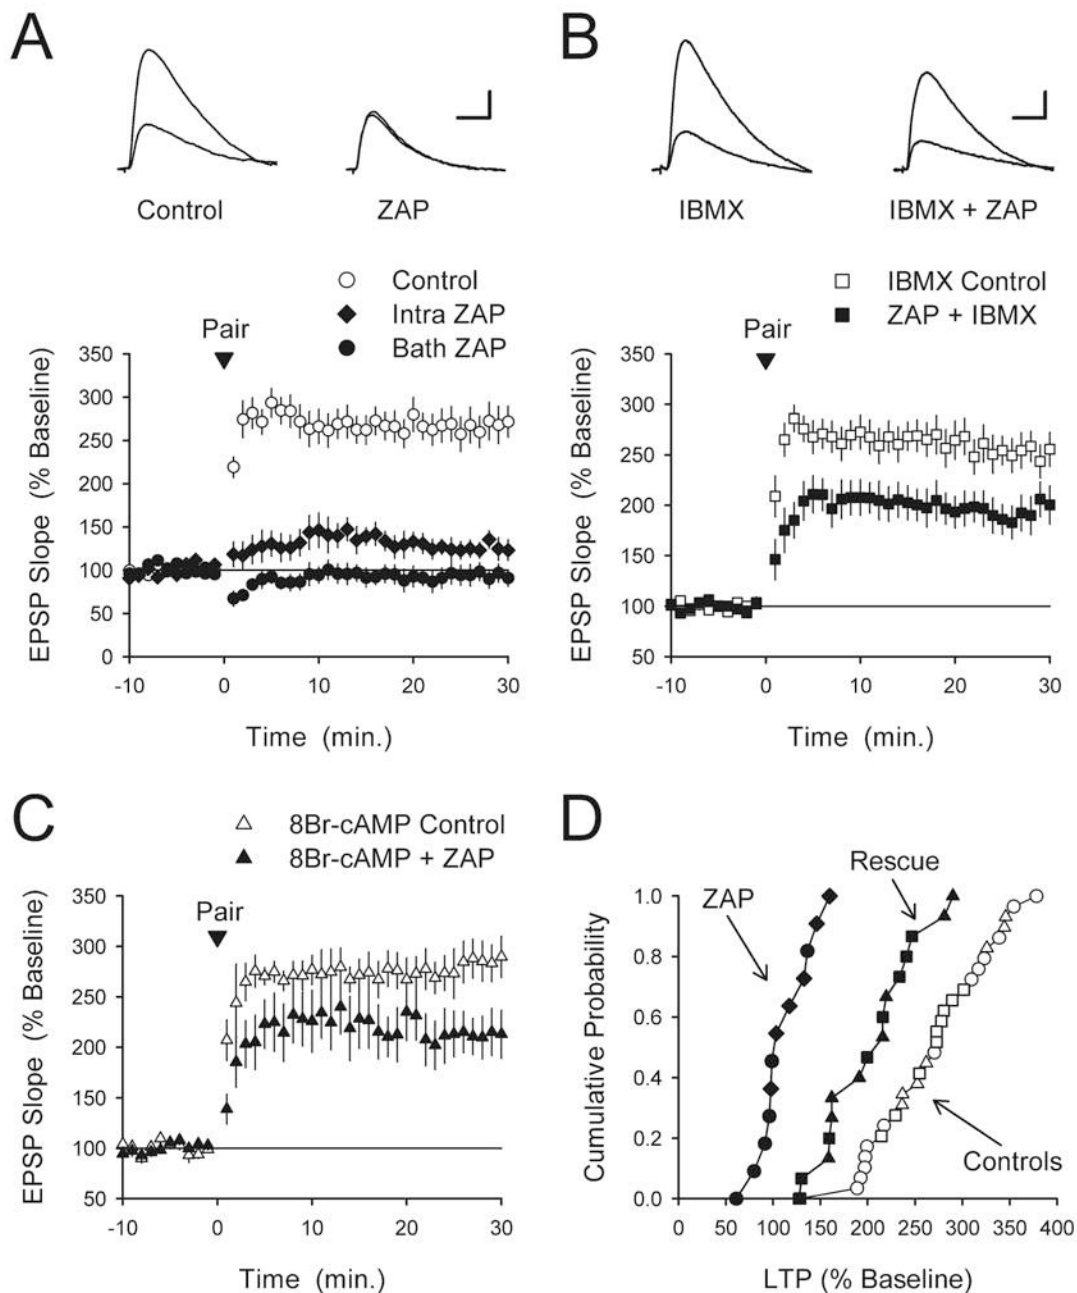 A
Control
ZAP
Control
Intra ZAP
Bath ZAP
Pair
EPSP Slope (% Baseline)
350
300
250
200
150
100
50
0
-10
0
10
20
30
Time (min.)
B
IBMX
IBMX + ZAP
IBMX Control
ZAP + IBMX
Pair
EPSP Slope (% Baseline)
350
300
250
200
150
100
50
-10
0
10
20
30
Time (min.)
C
8Br-cAMP Control
8Br-cAMP + ZAP
Pair
EPSP Slope (% Baseline)
350
300
250
200
150
100
50
-10
0
10
20
30
Time (min.)
D
Rescue
ZAP
Controls
Cumulative Probability
1.0
0.8
0.6
0.4
0.2
0.0
0
50
100
150
200
250
300
350
400
LTP (% Baseline)